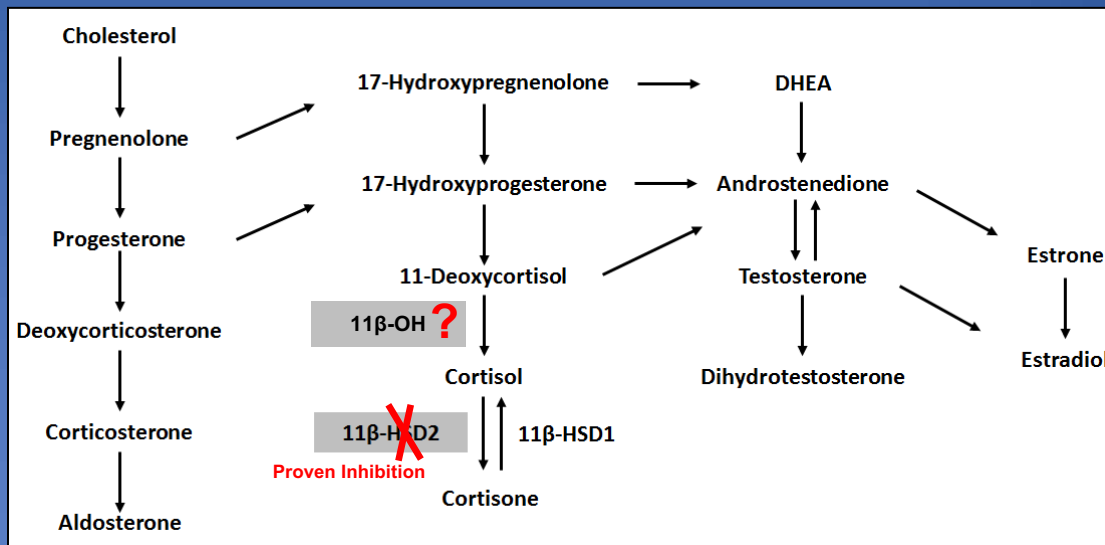 Cholesterol
17-Hydroxypregnenolone
DHEA
Pregnenolone
17-Hydroxyprogesterone
Androstenedione
Progesterone
Estrone
11-Deoxycortisol
Testosterone
11β-OH ?
Deoxycorticosterone
Estradiol
Cortisol
Dihydrotestosterone
Corticosterone
11β-HSD2
11β-HSD1
Proven Inhibition
Cortisone
Aldosterone